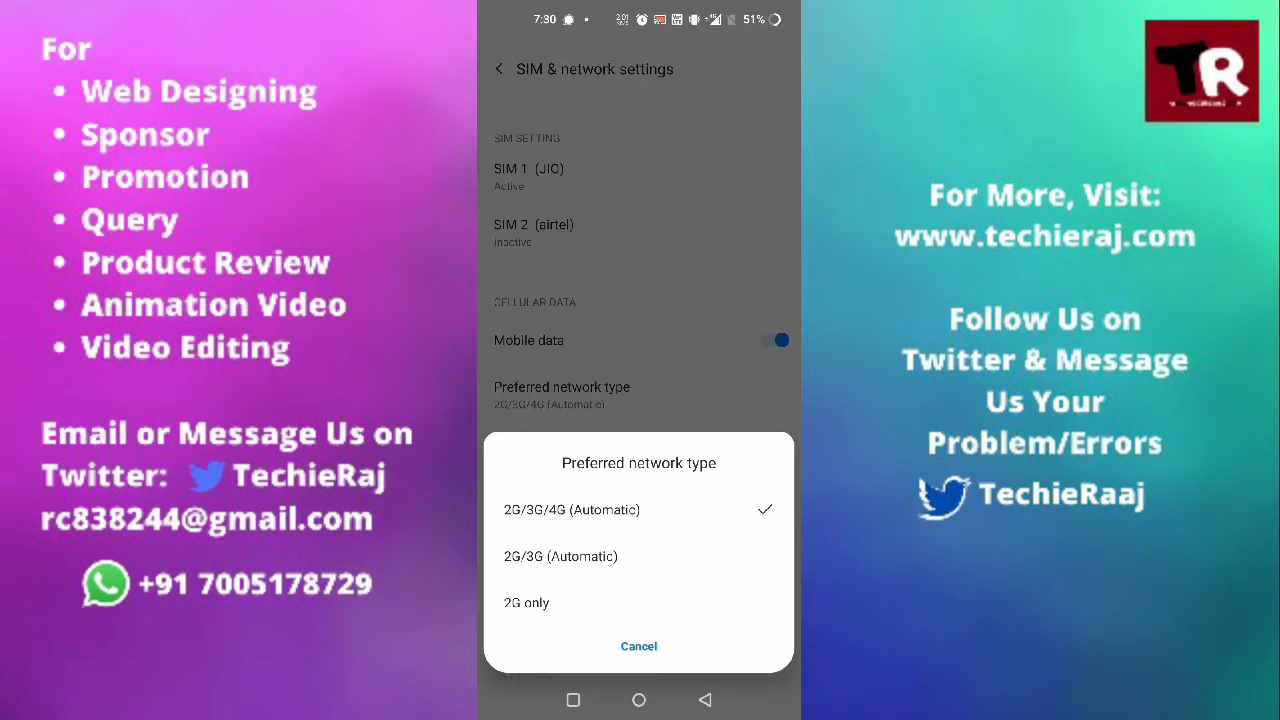 For
• Web Designing
• Sponsor
• Promotion
• Query
• Product Review
• Animation Video
• Video Editing
Email or Message Us on
Twitter: TechieRaj
rc838244@gmail.com
+91 7005178729
7:30
51%
SIM & network settings
SIM SETTING
SIM 1 (JIO)
Active
SIM 2 (airtel)
Inactive
CELLULAR DATA
Mobile data
Preferred network type
2G/3G/4G (Automatic)
Preferred network type
2G/3G/4G (Automatic)
2G/3G (Automatic)
2G only
Cancel
TR
For More, Visit:
www.techieraj.com
Follow Us on
Twitter & Message
Us Your
Problem/Errors
TechieRaaj